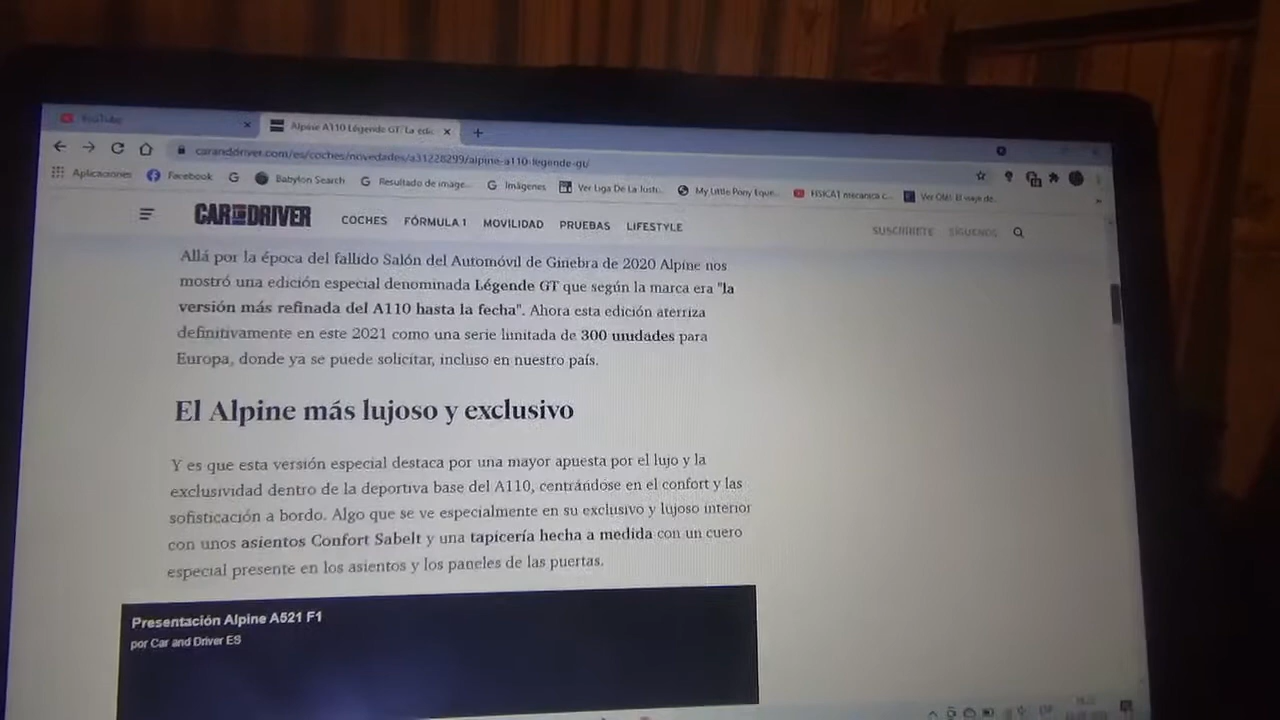 YouTube
Alpine A110 Légende GT: La edic
caranddriver.com/es/coches/novedades/a31228299/alpine-a110-legende-gt/
Aplicaciones Facebook G Babylon Search Resultado de image... Imágenes Ver Liga De La Justi... My Little Pony Eque... FISICA1 mecanica c... Ver Olé! El viaje de...
CAR AND DRIVER COCHES FÓRMULA 1 MOVILIDAD PRUEBAS LIFESTYLE SUSCRÍBETE SÍGUENOS
Allá por la época del fallido Salón del Automóvil de Ginebra de 2020 Alpine nos
mostró una edición especial denominada Légende GT que según la marca era "la
versión más refinada del A110 hasta la fecha". Ahora esta edición aterriza
definitivamente en este 2021 como una serie limitada de 300 unidades para
Europa, donde ya se puede solicitar, incluso en nuestro país.
El Alpine más lujoso y exclusivo
Y es que esta versión especial destaca por una mayor apuesta por el lujo y la
exclusividad dentro de la deportiva base del A110, centrándose en el confort y las
sofisticación a bordo. Algo que se ve especialmente en su exclusivo y lujoso interior
con unos asientos Confort Sabelt y una tapicería hecha a medida con un cuero
especial presente en los asientos y los paneles de las puertas.
Presentación Alpine A521 F1
por Car and Driver ES